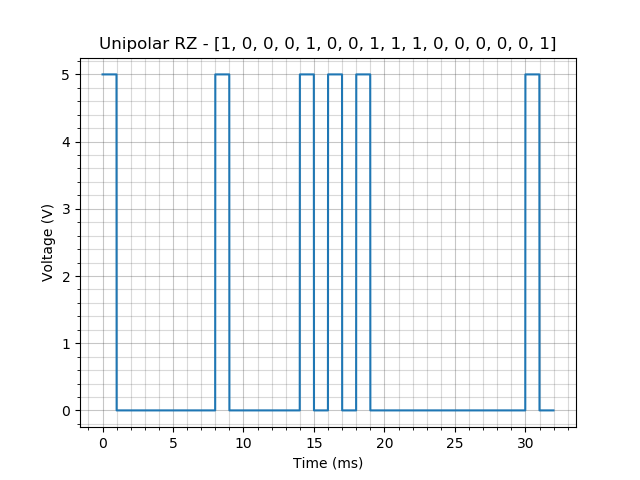 Unipolar RZ - [1, 0, 0, 0, 1, 0, 0, 1, 1, 1, 0, 0, 0, 0, 0, 1]
5
4
3
2
1
0
Voltage (V)
0 5 10 15 20 25 30
Time (ms)